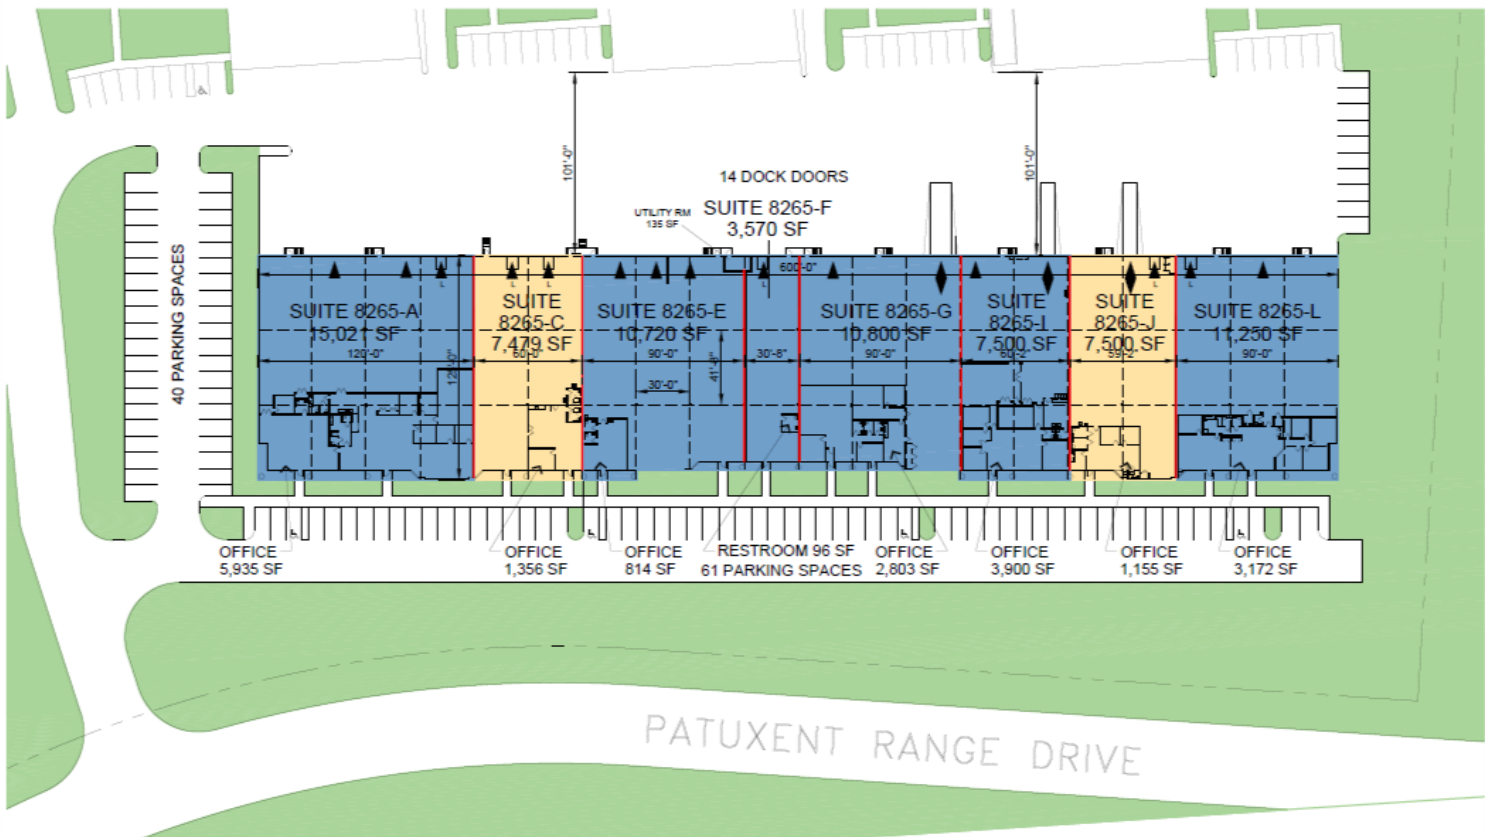 101'-0"
101'-0"
14 DOCK DOORS
UTILITY RM
135 SF
SUITE 8265-F
3,570 SF
600'-0"
40 PARKING SPACES
SUITE 8265-A
15,021 SF
120'-0"
SUITE
8265-C
7,479 SF
60'-0"
SUITE 8265-E
10,720 SF
90'-0"
30'-0"
41'-8"
30'-8"
SUITE 8265-G
10,800 SF
90'-0"
SUITE
8265-I
7,500 SF
60'-2"
SUITE
8265-J
7,500 SF
59'-2"
SUITE 8265-L
11,250 SF
90'-0"
OFFICE
5,935 SF
OFFICE
1,356 SF
OFFICE
814 SF
RESTROOM 96 SF
61 PARKING SPACES
OFFICE
2,803 SF
OFFICE
3,900 SF
OFFICE
1,155 SF
OFFICE
3,172 SF
PATUXENT RANGE DRIVE